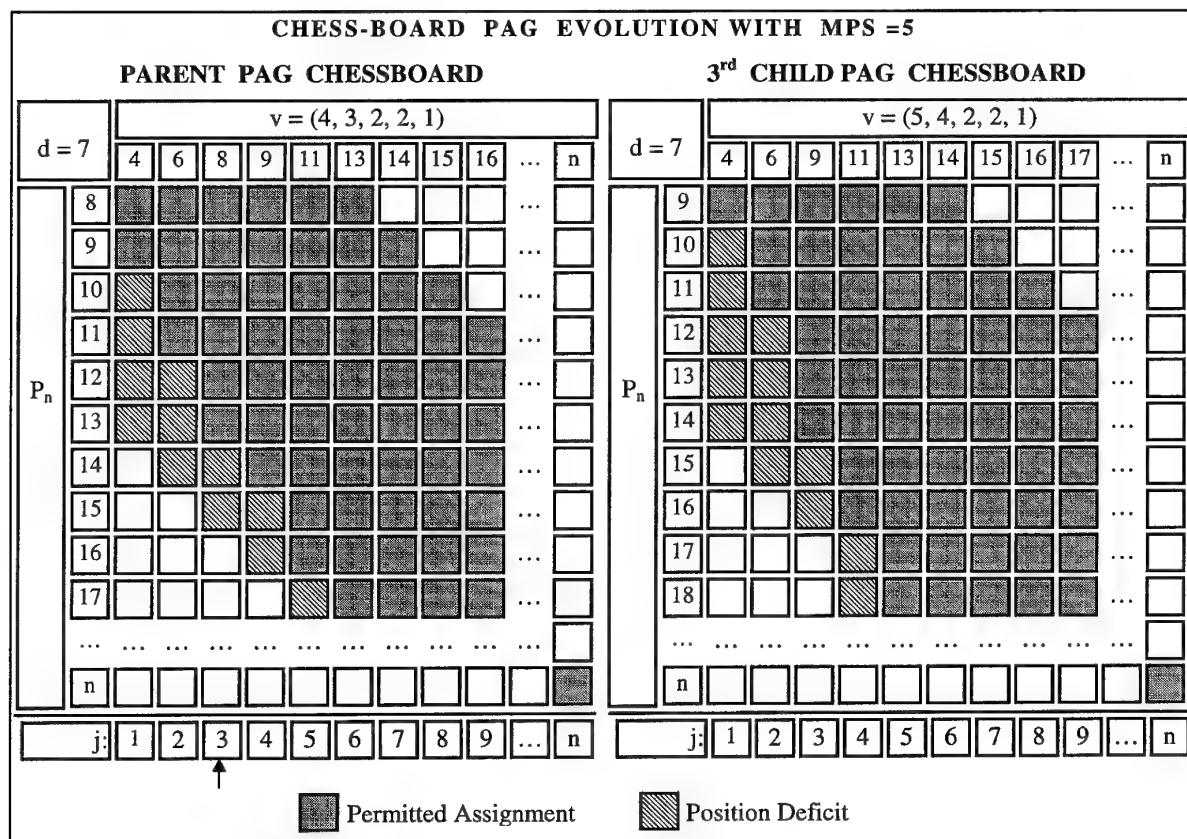 CHESS-BOARD PAG EVOLUTION WITH MPS =5
PARENT PAG CHESSBOARD
d = 7
v = (4, 3, 2, 2, 1)
4 6 8 9 11 13 14 15 16 ... n
Pn
8 ...
9 ...
10 ...
11 ...
12 ...
13 ...
14 ...
15 ...
16 ...
17 ...
... ... ... ... ... ... ... ... ... ...
n
j: 1 2 3 4 5 6 7 8 9 ... n
3rd CHILD PAG CHESSBOARD
d = 7
v = (5, 4, 2, 2, 1)
4 6 9 11 13 14 15 16 17 ... n
Pn
9 ...
10 ...
11 ...
12 ...
13 ...
14 ...
15 ...
16 ...
17 ...
18 ...
... ... ... ... ... ... ... ... ... ...
n
j: 1 2 3 4 5 6 7 8 9 ... n
Permitted Assignment
Position Deficit